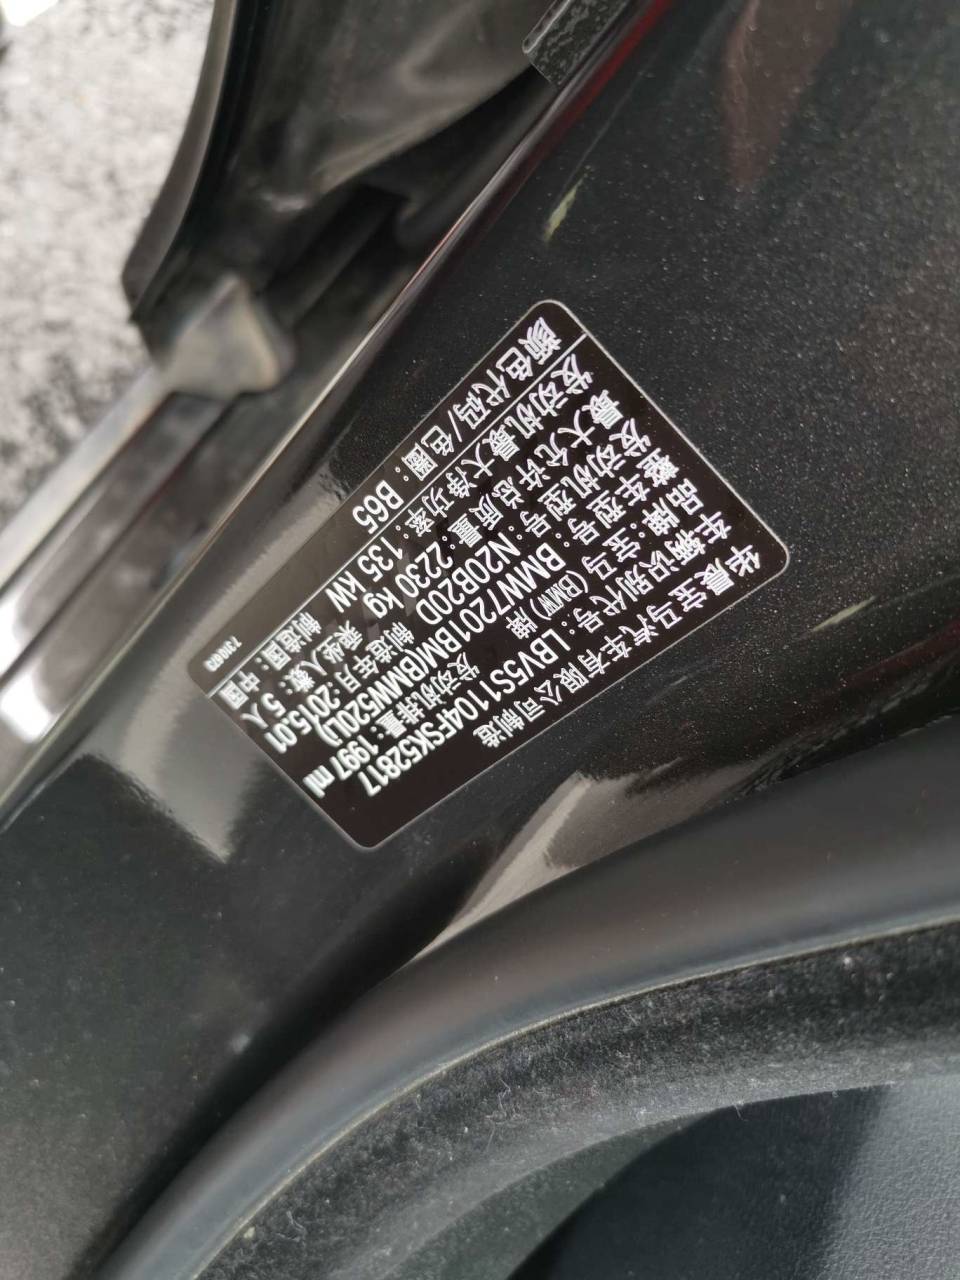 华晨宝马汽车有限公司制造
车辆识别代号: LBV5S1104FSK52817
品牌: 宝马(BMW)牌 发动机排量: 1997 ml
整车型号: BMW7201BM(BMW520Li)
发动机型号: N20B20D 制造年月: 2015.01
最大允许总质量: 2230 kg 乘坐人数: 5 人
发动机最大净功率: 135 kW 制造国: 中国
颜色代码/色圈: B65